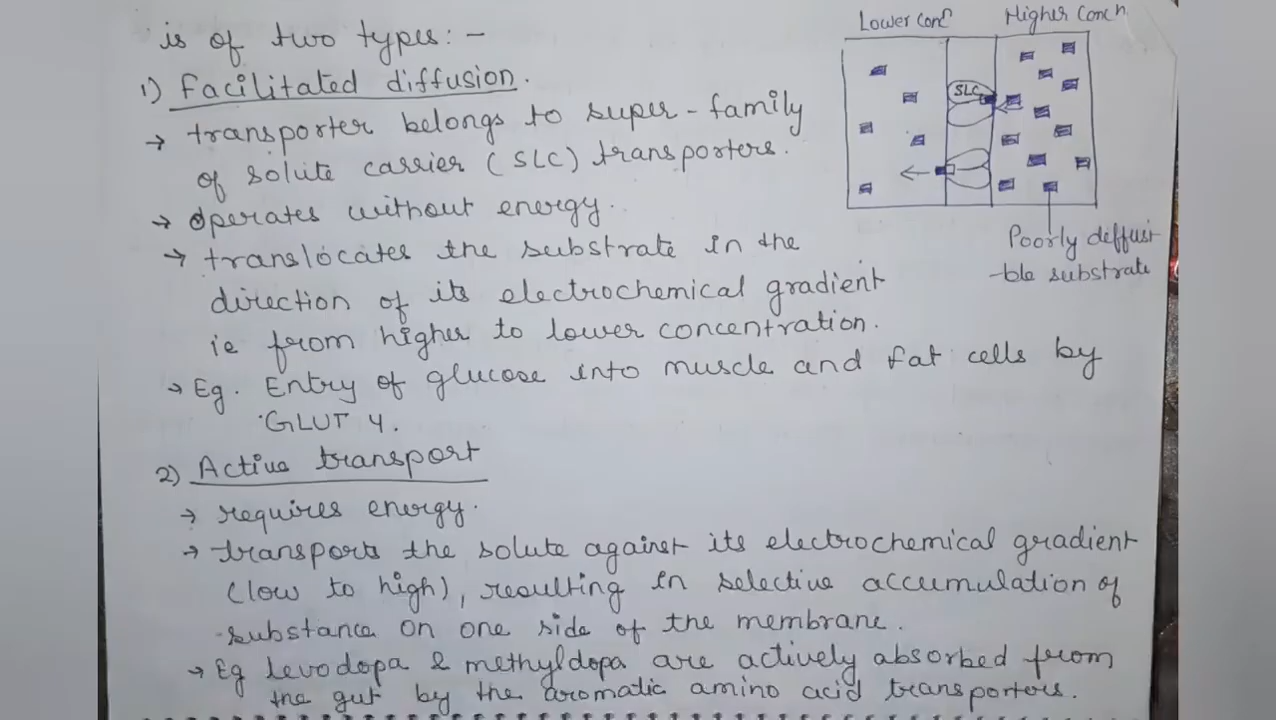 is of two types: -
1) Facilitated diffusion.
→ transporter belongs to super-family
of solute carrier (SLC) transporters.
→ operates without energy.
→ translocates the substrate in the
direction of its electrochemical gradient
ie from higher to lower concentration.
→ Eg. Entry of glucose into muscle and fat cells by
GLUT 4.
2) Active transport
→ requires energy.
→ transports the solute against its electrochemical gradient
(low to high), resulting in selective accumulation of
substance on one side of the membrane.
→ Eg levodopa & methyldopa are actively absorbed from
the gut by the aromatic amino acid transporters.
Lower concn
Higher conch
SLC
Poorly diffusi
-ble substrate